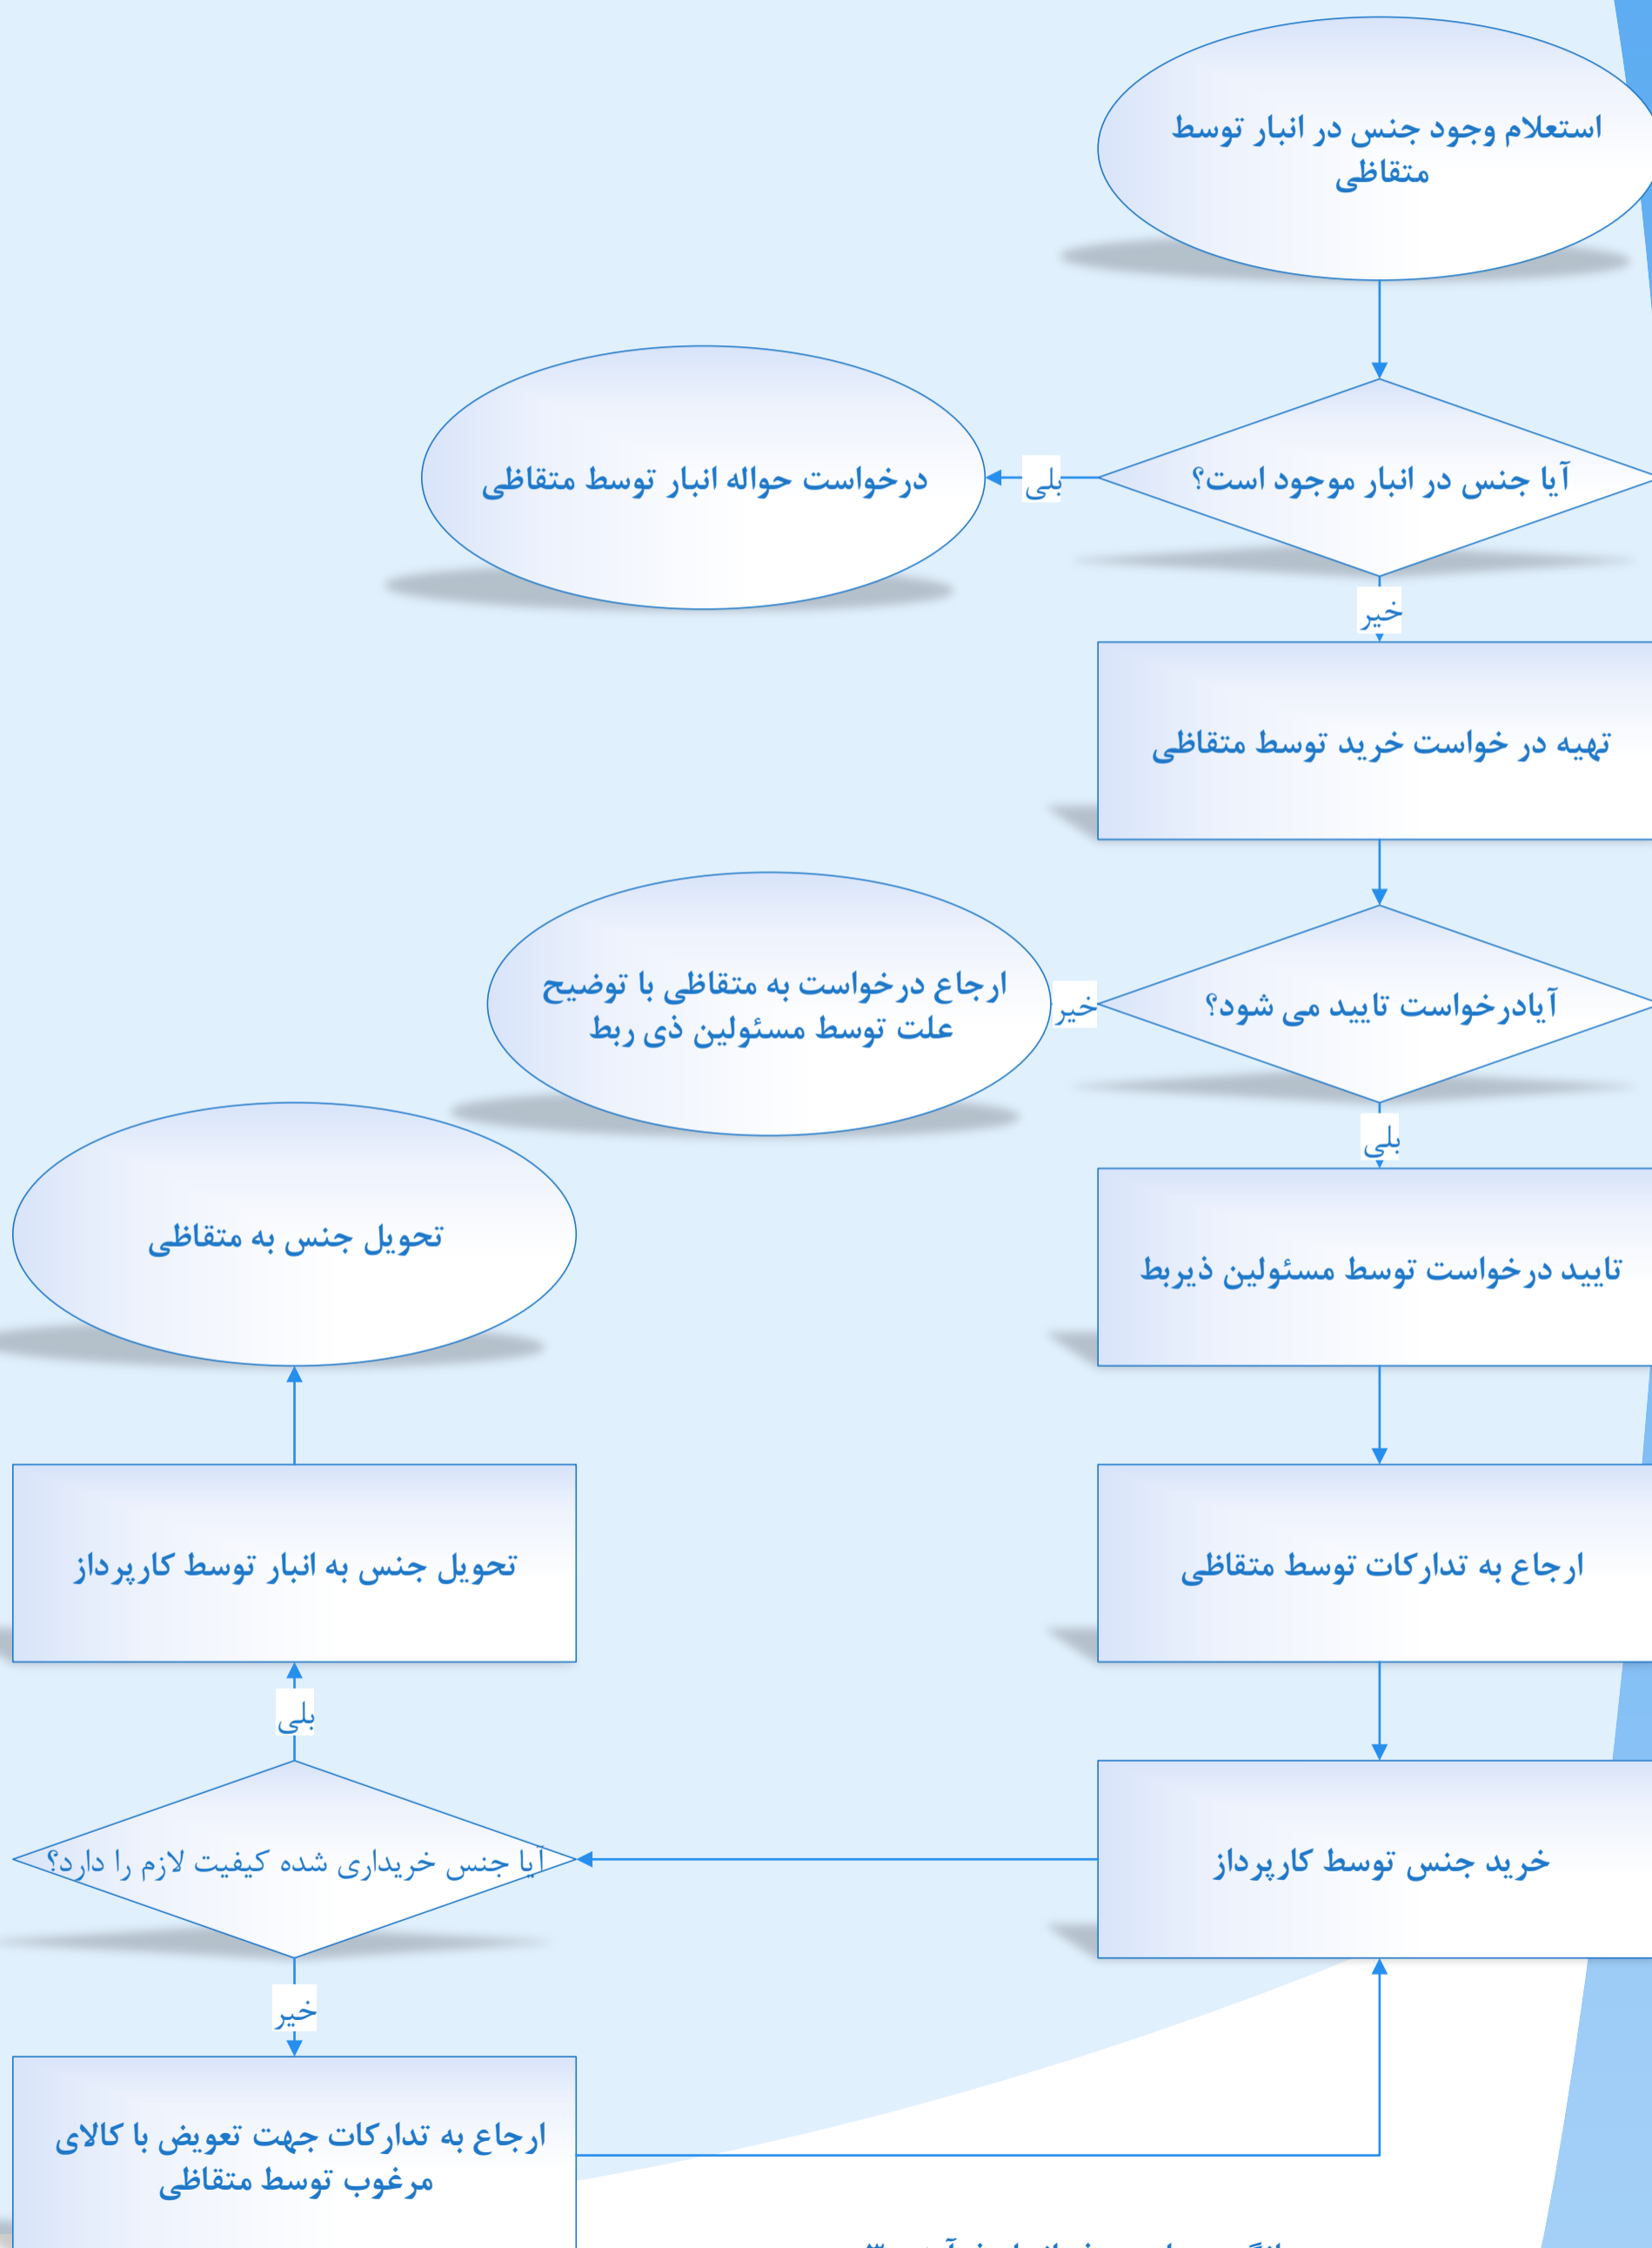 استعلام وجود جنس در انبار توسط
متقاظی
آیا جنس در انبار موجود است؟
بلی
درخواست حواله انبار توسط متقاظی
خیر
تهیه در خواست خرید توسط متقاظی
آیادرخواست تایید می شود؟
خیر
ارجاع درخواست به متقاظی با توضیح
علت توسط مسئولین ذی ربط
بلی
تایید درخواست توسط مسئولین ذیربط
ارجاع به تدارکات توسط متقاظی
خرید جنس توسط کارپرداز
آیا جنس خریداری شده کیفیت لازم را دارد؟
بلی
تحویل جنس به انبار توسط کارپرداز
تحویل جنس به متقاظی
خیر
ارجاع به تدارکات جهت تعویض با کالای
مرغوب توسط متقاظی